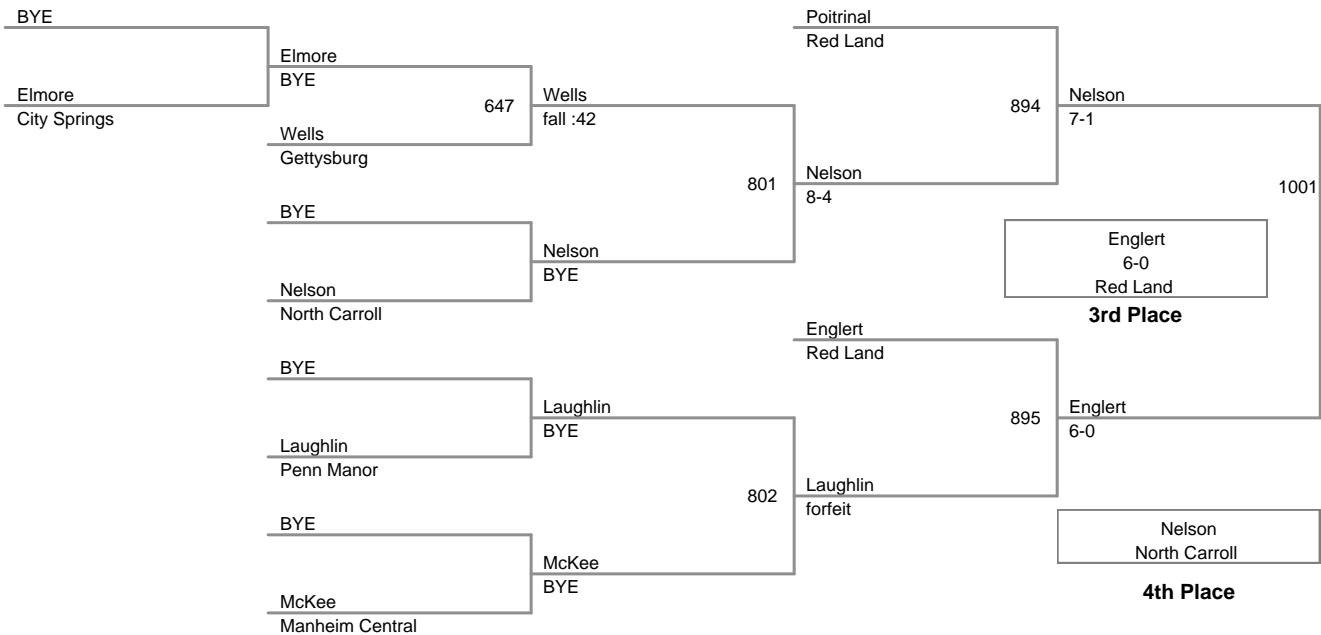 BYE
Elmore
City Springs
Elmore
BYE
Wells
Gettysburg
647
Wells
fall :42
BYE
Nelson
North Carroll
Nelson
BYE
801
Nelson
8-4
Poitrinal
Red Land
894
Nelson
7-1
1001
Englert
6-0
Red Land
3rd Place
BYE
Laughlin
Penn Manor
Laughlin
BYE
BYE
McKee
Manheim Central
McKee
BYE
802
Laughlin
forfeit
Englert
Red Land
895
Englert
6-0
Nelson
North Carroll
4th Place